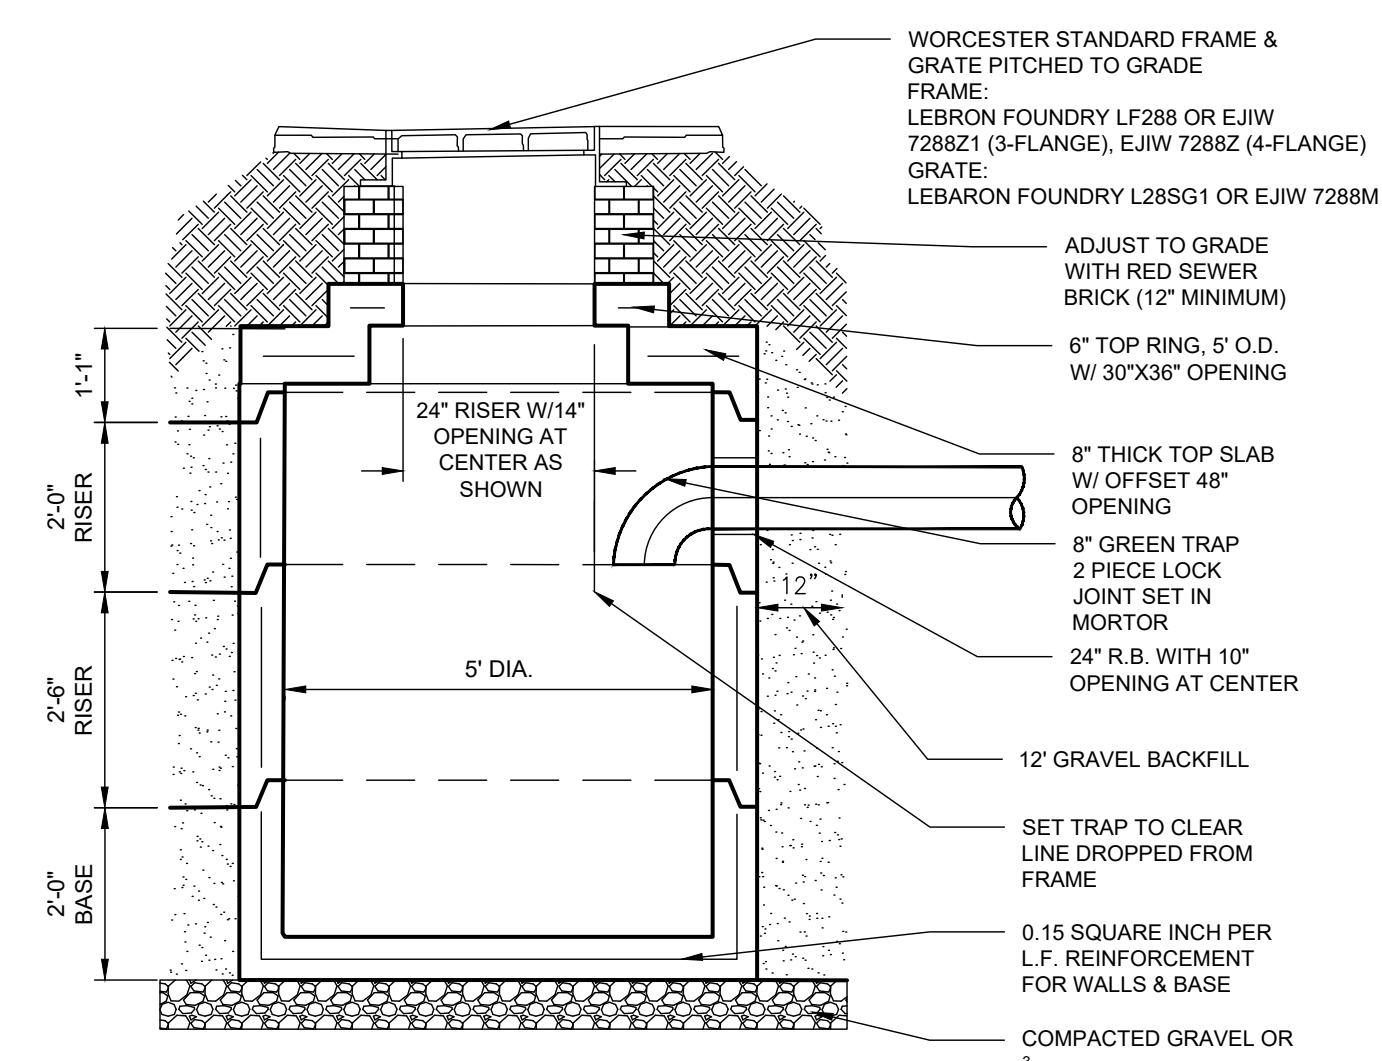 WORCESTER STANDARD FRAME &
GRATE PITCHED TO GRADE
FRAME:
LEBRON FOUNDRY LF288 OR EJIW
7288Z1 (3-FLANGE), EJIW 7288Z (4-FLANGE)
GRATE:
LEBARON FOUNDRY L28SG1 OR EJIW 7288M
ADJUST TO GRADE
WITH RED SEWER
BRICK (12" MINIMUM)
6" TOP RING, 5' O.D.
W/ 30"X36" OPENING
8" THICK TOP SLAB
W/ OFFSET 48"
OPENING
8" GREEN TRAP
2 PIECE LOCK
JOINT SET IN
MORTOR
24" R.B. WITH 10"
OPENING AT CENTER
12' GRAVEL BACKFILL
SET TRAP TO CLEAR
LINE DROPPED FROM
FRAME
0.15 SQUARE INCH PER
L.F. REINFORCEMENT
FOR WALLS & BASE
COMPACTED GRAVEL OR
24" RISER W/14"
OPENING AT
CENTER AS
SHOWN
12"
5' DIA.
1'-1"
2'-0"
RISER
2'-6"
RISER
2'-0"
BASE